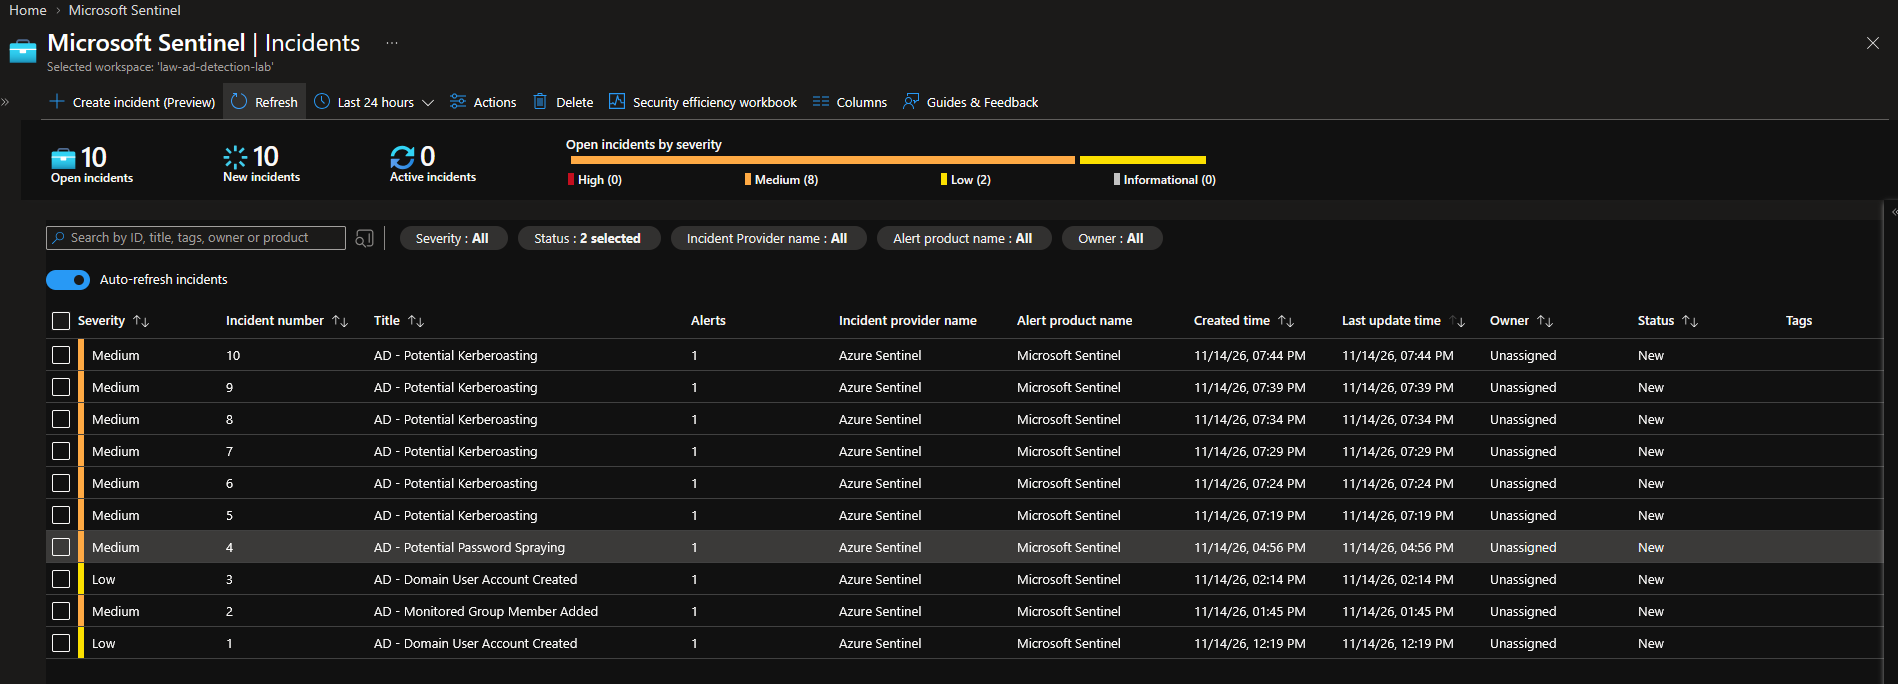 Home > Microsoft Sentinel
Microsoft Sentinel | Incidents ...
Selected workspace: 'law-ad-detection-lab'
Create incident (Preview) Refresh Last 24 hours Actions Delete Security efficiency workbook Columns Guides & Feedback
10 Open incidents
10 New incidents
0 Active incidents
Open incidents by severity
High (0) Medium (8) Low (2) Informational (0)
Search by ID, title, tags, owner or product Severity : All Status : 2 selected Incident Provider name : All Alert product name : All Owner : All
Auto-refresh incidents
Severity Incident number Title Alerts Incident provider name Alert product name Created time Last update time Owner Status Tags
Medium 10 AD - Potential Kerberoasting 1 Azure Sentinel Microsoft Sentinel 11/14/26, 07:44 PM 11/14/26, 07:44 PM Unassigned New
Medium 9 AD - Potential Kerberoasting 1 Azure Sentinel Microsoft Sentinel 11/14/26, 07:39 PM 11/14/26, 07:39 PM Unassigned New
Medium 8 AD - Potential Kerberoasting 1 Azure Sentinel Microsoft Sentinel 11/14/26, 07:34 PM 11/14/26, 07:34 PM Unassigned New
Medium 7 AD - Potential Kerberoasting 1 Azure Sentinel Microsoft Sentinel 11/14/26, 07:29 PM 11/14/26, 07:29 PM Unassigned New
Medium 6 AD - Potential Kerberoasting 1 Azure Sentinel Microsoft Sentinel 11/14/26, 07:24 PM 11/14/26, 07:24 PM Unassigned New
Medium 5 AD - Potential Kerberoasting 1 Azure Sentinel Microsoft Sentinel 11/14/26, 07:19 PM 11/14/26, 07:19 PM Unassigned New
Medium 4 AD - Potential Password Spraying 1 Azure Sentinel Microsoft Sentinel 11/14/26, 04:56 PM 11/14/26, 04:56 PM Unassigned New
Low 3 AD - Domain User Account Created 1 Azure Sentinel Microsoft Sentinel 11/14/26, 02:14 PM 11/14/26, 02:14 PM Unassigned New
Medium 2 AD - Monitored Group Member Added 1 Azure Sentinel Microsoft Sentinel 11/14/26, 01:45 PM 11/14/26, 01:45 PM Unassigned New
Low 1 AD - Domain User Account Created 1 Azure Sentinel Microsoft Sentinel 11/14/26, 12:19 PM 11/14/26, 12:19 PM Unassigned New